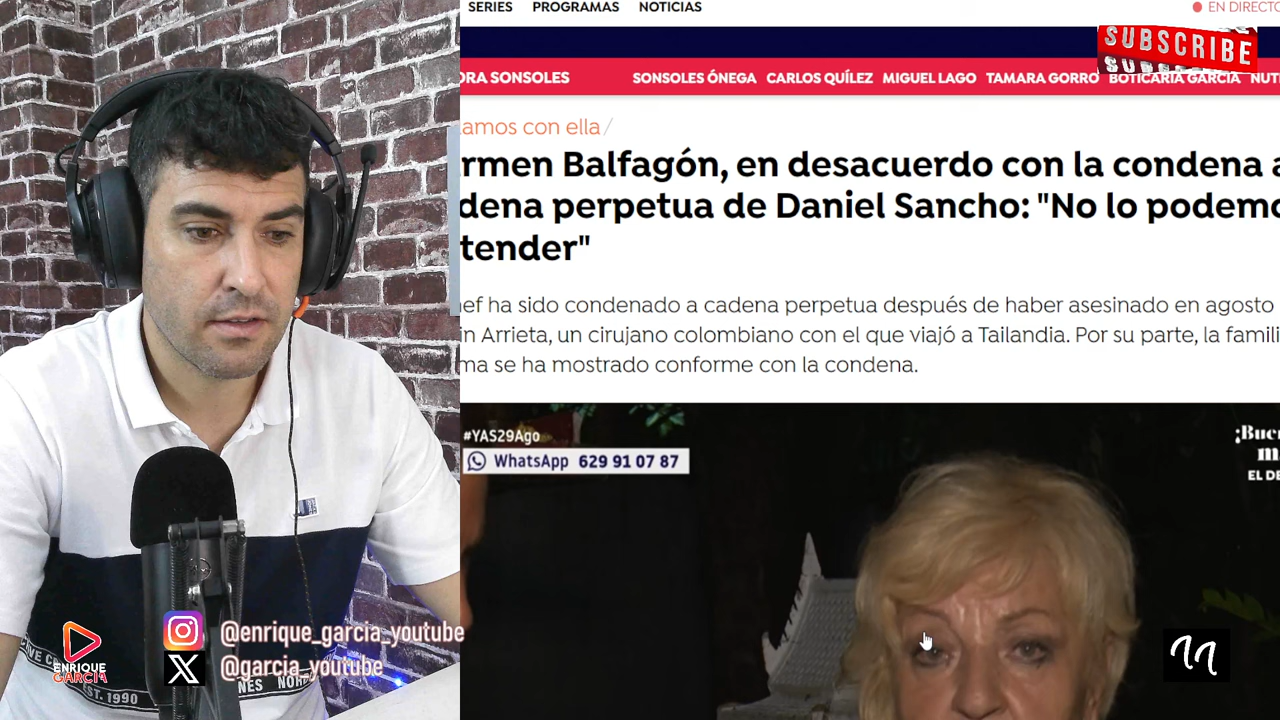 SERIES PROGRAMAS NOTICIAS
EN DIRECTO
SUBSCRIBE
ORA SONSOLES
SONSOLES ÓNEGA CARLOS QUÍLEZ MIGUEL LAGO TAMARA GORRO BOTICARIA GARCÍA NUT
amos con ella/
rmen Balfagón, en desacuerdo con la condena a
dena perpetua de Daniel Sancho: "No lo podemo
tender"
ef ha sido condenado a cadena perpetua después de haber asesinado en agosto
in Arrieta, un cirujano colombiano con el que viajó a Tailandia. Por su parte, la famili
ma se ha mostrado conforme con la condena.
#YAS29Ago
WhatsApp 629 91 07 87
¡Buer
m
EL DE
@enrique_garcia_youtube
@garcia_youtube
ENRIQUE
GARCIA
EST. 1990